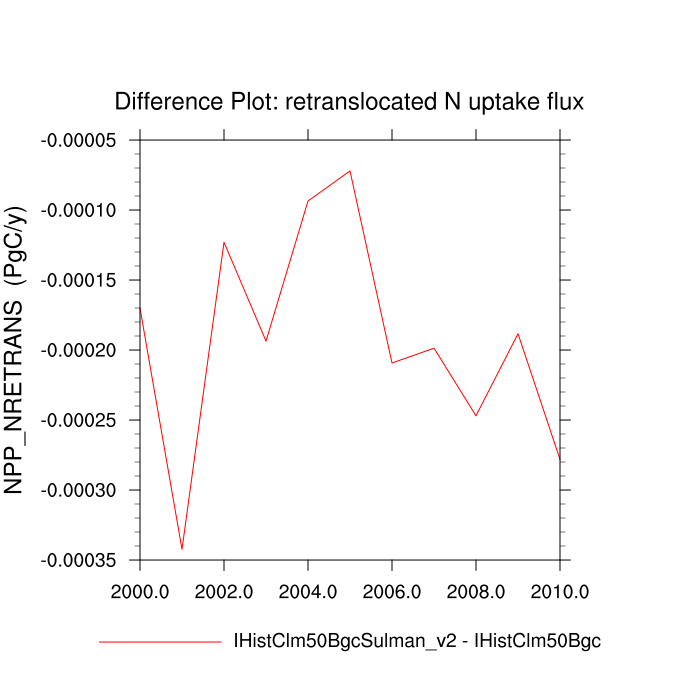 Difference Plot: retranslocated N uptake flux
NPP_NRETRANS (PgC/y)
-0.00005
-0.00010
-0.00015
-0.00020
-0.00025
-0.00030
-0.00035
2000.0 2002.0 2004.0 2006.0 2008.0 2010.0
IHistClm50BgcSulman_v2 - IHistClm50Bgc